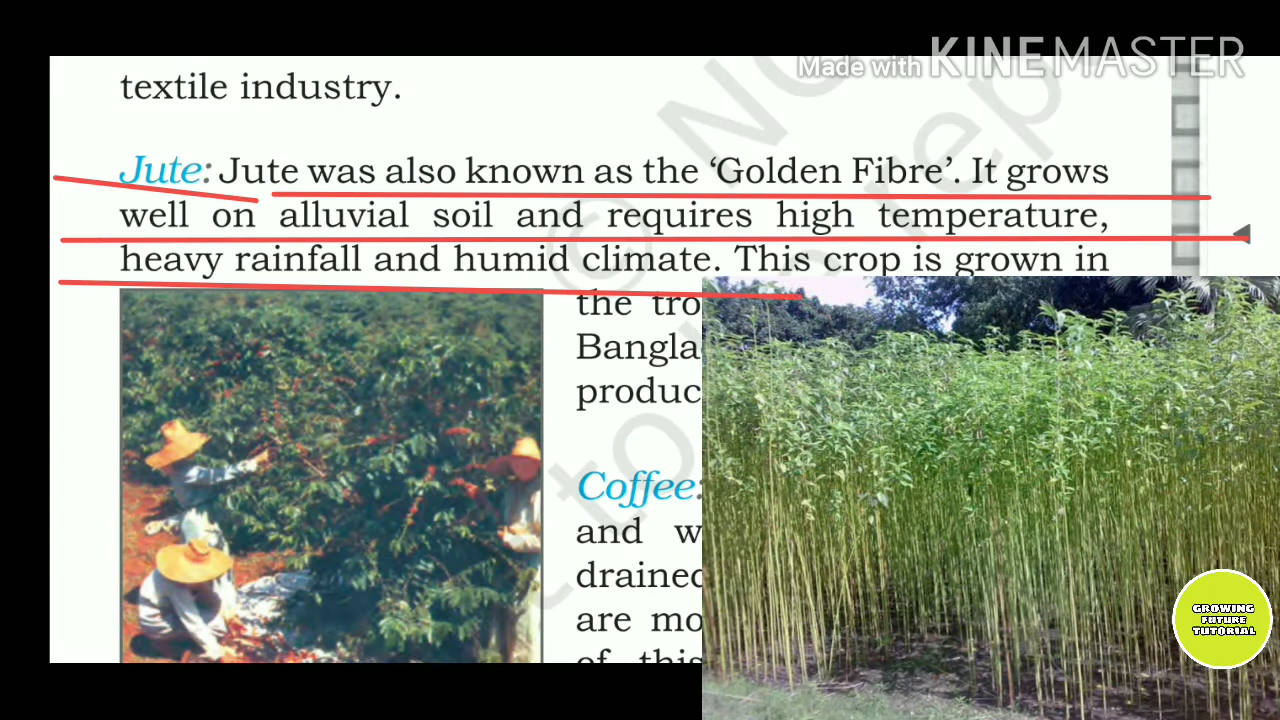 Made with KINEMASTER
textile industry.
Jute: Jute was also known as the ‘Golden Fibre’. It grows
well on alluvial soil and requires high temperature,
heavy rainfall and humid climate. This crop is grown in
the tro
Bangla
produc
Coffee:
and w
drained
are mo
of this
GROWING
FUTURE
TUTORIAL